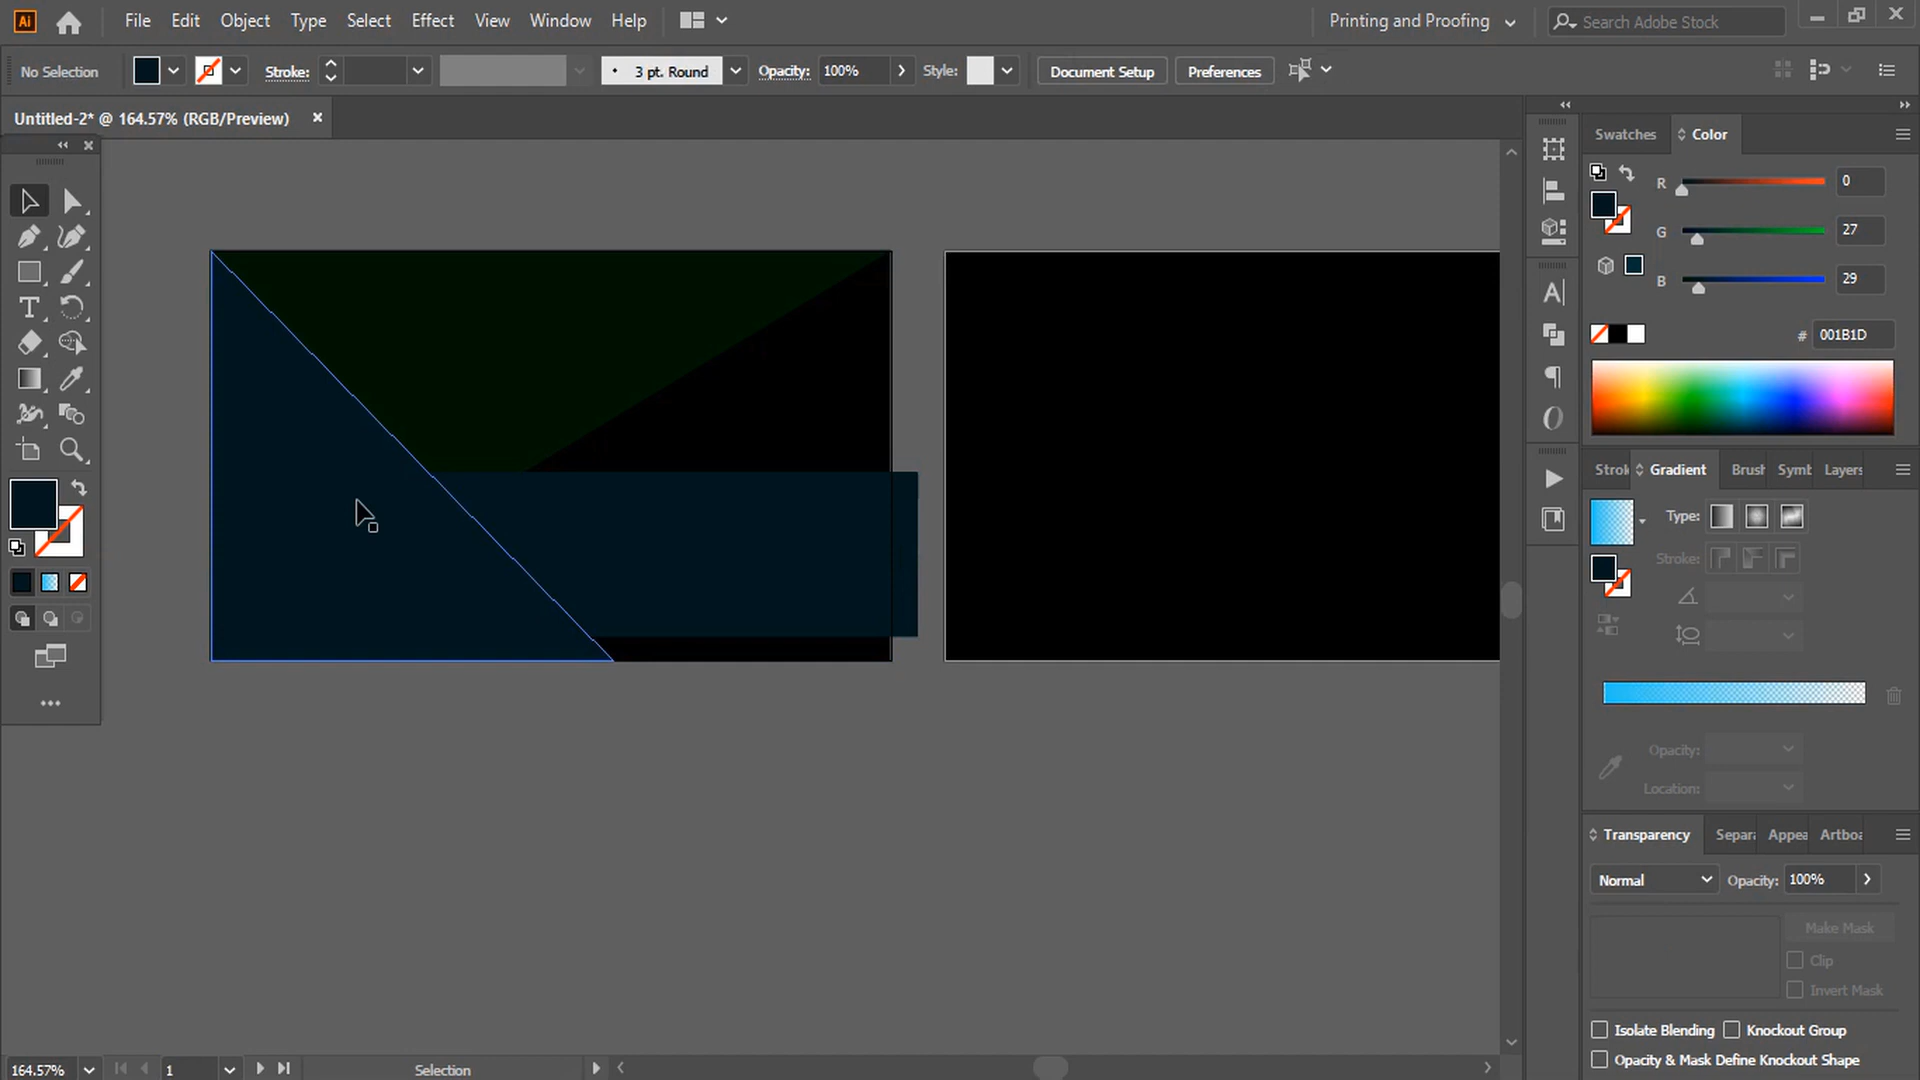 Ai File Edit Object Type Select Effect View Window Help
Printing and Proofing
Search Adobe Stock
No Selection
Stroke:
3 pt. Round
Opacity: 100%
Style:
Document Setup
Preferences
Untitled-2* @ 164.57% (RGB/Preview)
Swatches Color
R 0
G 27
B 29
# 001B1D
Strok Gradient Brush Symb Layers
Type:
Stroke:
Opacity:
Location:
Transparency Separa Appea Artboa
Normal Opacity: 100%
Make Mask
Clip
Invert Mask
Isolate Blending Knockout Group
Opacity & Mask Define Knockout Shape
164.57% 1 Selection